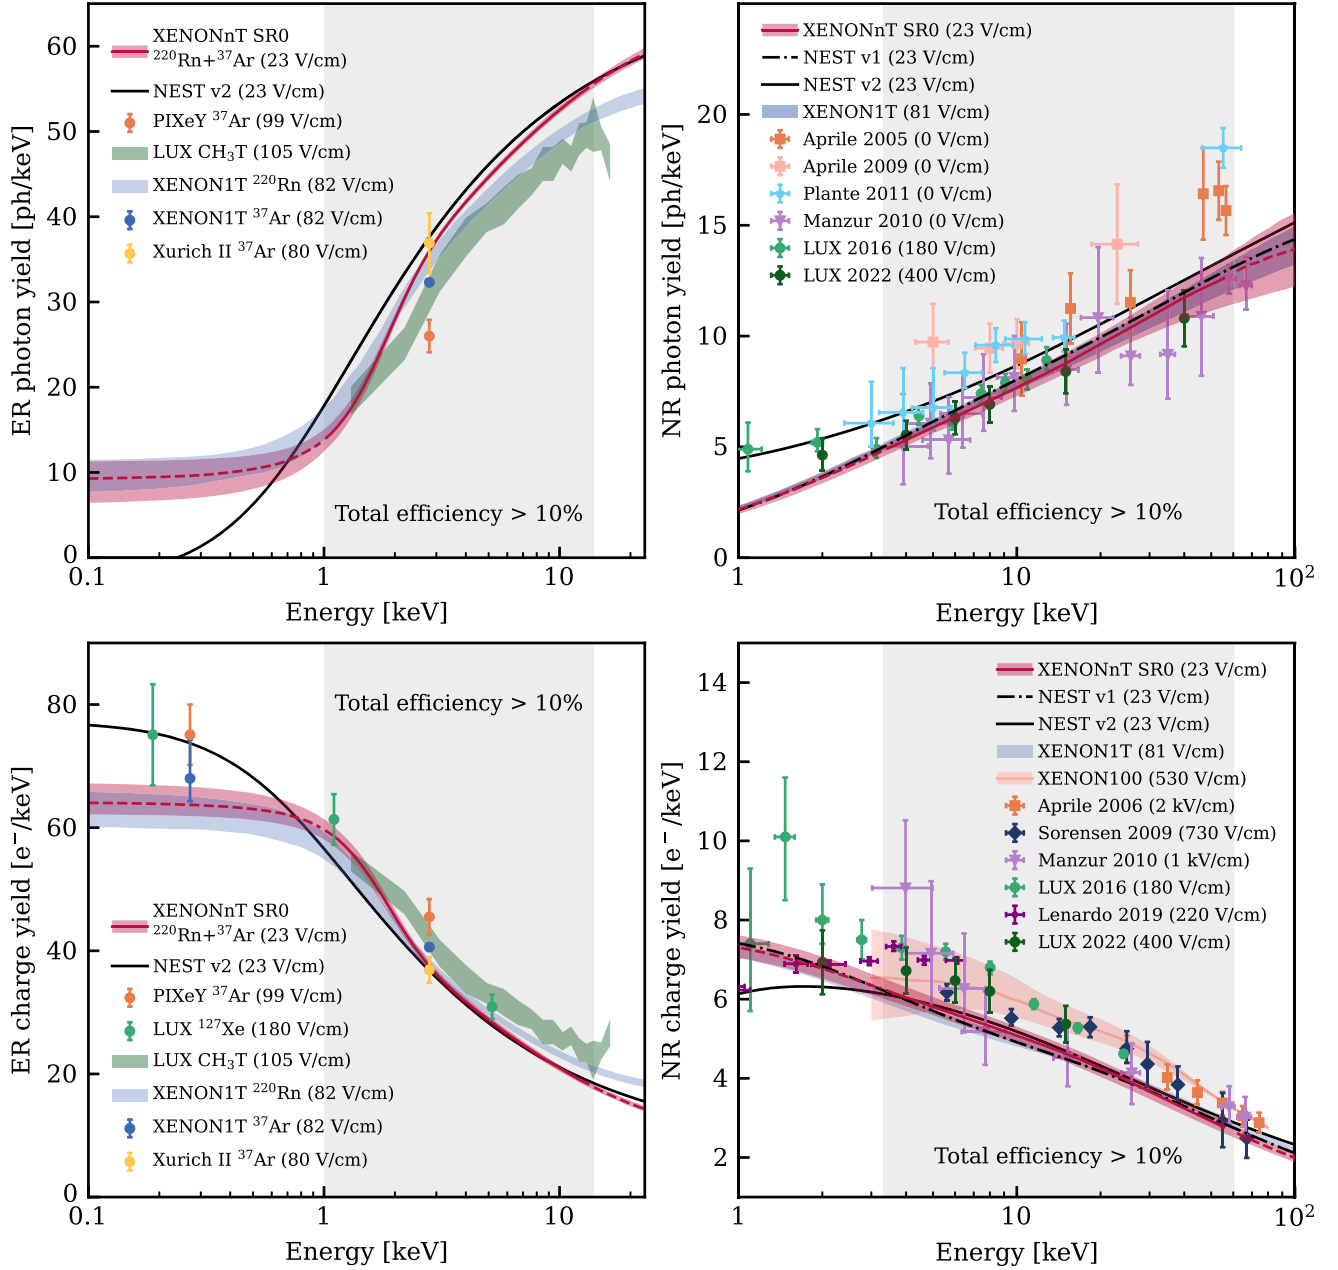 60
50
40
30
20
10
0
0.1
1
10
Energy [keV]
ER photon yield [ph/keV]
XENONnT SR0
²²⁰Rn+³⁷Ar (23 V/cm)
NEST v2 (23 V/cm)
PIXeY ³⁷Ar (99 V/cm)
LUX CH₃T (105 V/cm)
XENON1T ²²⁰Rn (82 V/cm)
XENON1T ³⁷Ar (82 V/cm)
Xurich II ³⁷Ar (80 V/cm)
Total efficiency > 10%
20
15
10
5
0
1
10
10²
Energy [keV]
NR photon yield [ph/keV]
XENONnT SR0 (23 V/cm)
NEST v1 (23 V/cm)
NEST v2 (23 V/cm)
XENON1T (81 V/cm)
Aprile 2005 (0 V/cm)
Aprile 2009 (0 V/cm)
Plante 2011 (0 V/cm)
Manzur 2010 (0 V/cm)
LUX 2016 (180 V/cm)
LUX 2022 (400 V/cm)
Total efficiency > 10%
80
60
40
20
0
0.1
1
10
Energy [keV]
ER charge yield [e⁻/keV]
Total efficiency > 10%
XENONnT SR0
²²⁰Rn+³⁷Ar (23 V/cm)
NEST v2 (23 V/cm)
PIXeY ³⁷Ar (99 V/cm)
LUX ¹²⁷Xe (180 V/cm)
LUX CH₃T (105 V/cm)
XENON1T ²²⁰Rn (82 V/cm)
XENON1T ³⁷Ar (82 V/cm)
Xurich II ³⁷Ar (80 V/cm)
14
12
10
8
6
4
2
1
10
10²
Energy [keV]
NR charge yield [e⁻/keV]
XENONnT SR0 (23 V/cm)
NEST v1 (23 V/cm)
NEST v2 (23 V/cm)
XENON1T (81 V/cm)
XENON100 (530 V/cm)
Aprile 2006 (2 kV/cm)
Sorensen 2009 (730 V/cm)
Manzur 2010 (1 kV/cm)
LUX 2016 (180 V/cm)
Lenardo 2019 (220 V/cm)
LUX 2022 (400 V/cm)
Total efficiency > 10%